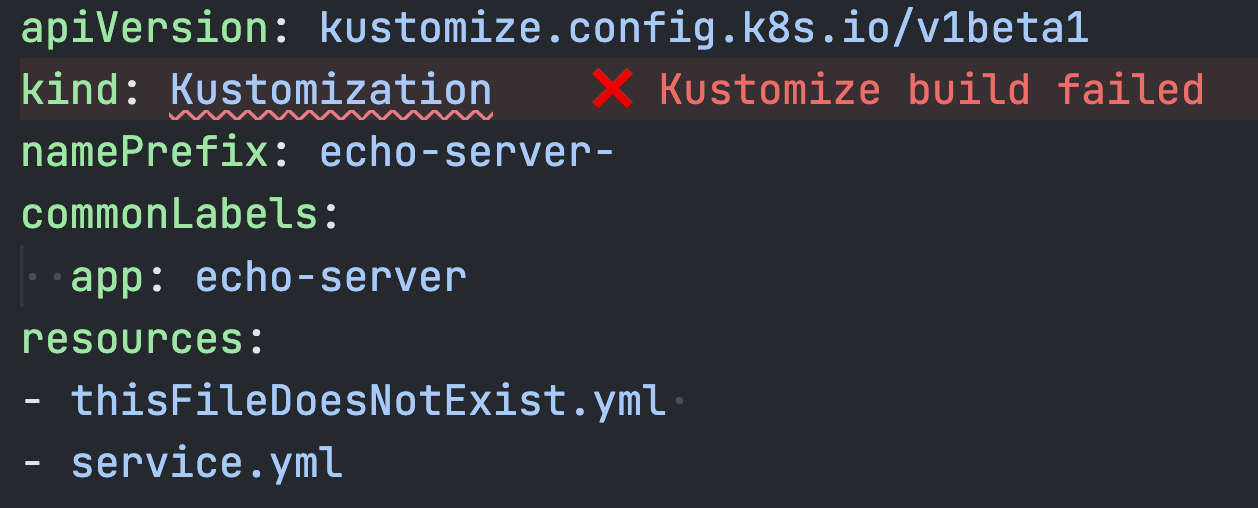 apiVersion: kustomize.config.k8s.io/v1beta1
kind: Kustomization ❌ Kustomize build failed
namePrefix: echo-server-
commonLabels:
  app: echo-server
resources:
- thisFileDoesNotExist.yml
- service.yml